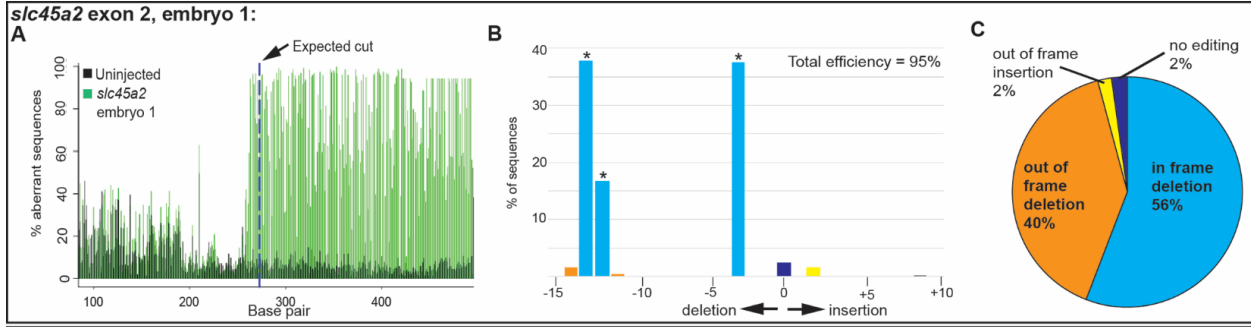 slc45a2 exon 2, embryo 1:
A
Expected cut
Uninjected
slc45a2
embryo 1
% aberrant sequences
100
80
60
40
20
0
100
200
300
400
Base pair
B
Total efficiency = 95%
% of sequences
40
30
20
10
*
*
*
-15
-10
-5
0
+5
+10
deletion
insertion
C
no editing
2%
out of frame
insertion
2%
out of
frame
deletion
40%
in frame
deletion
56%